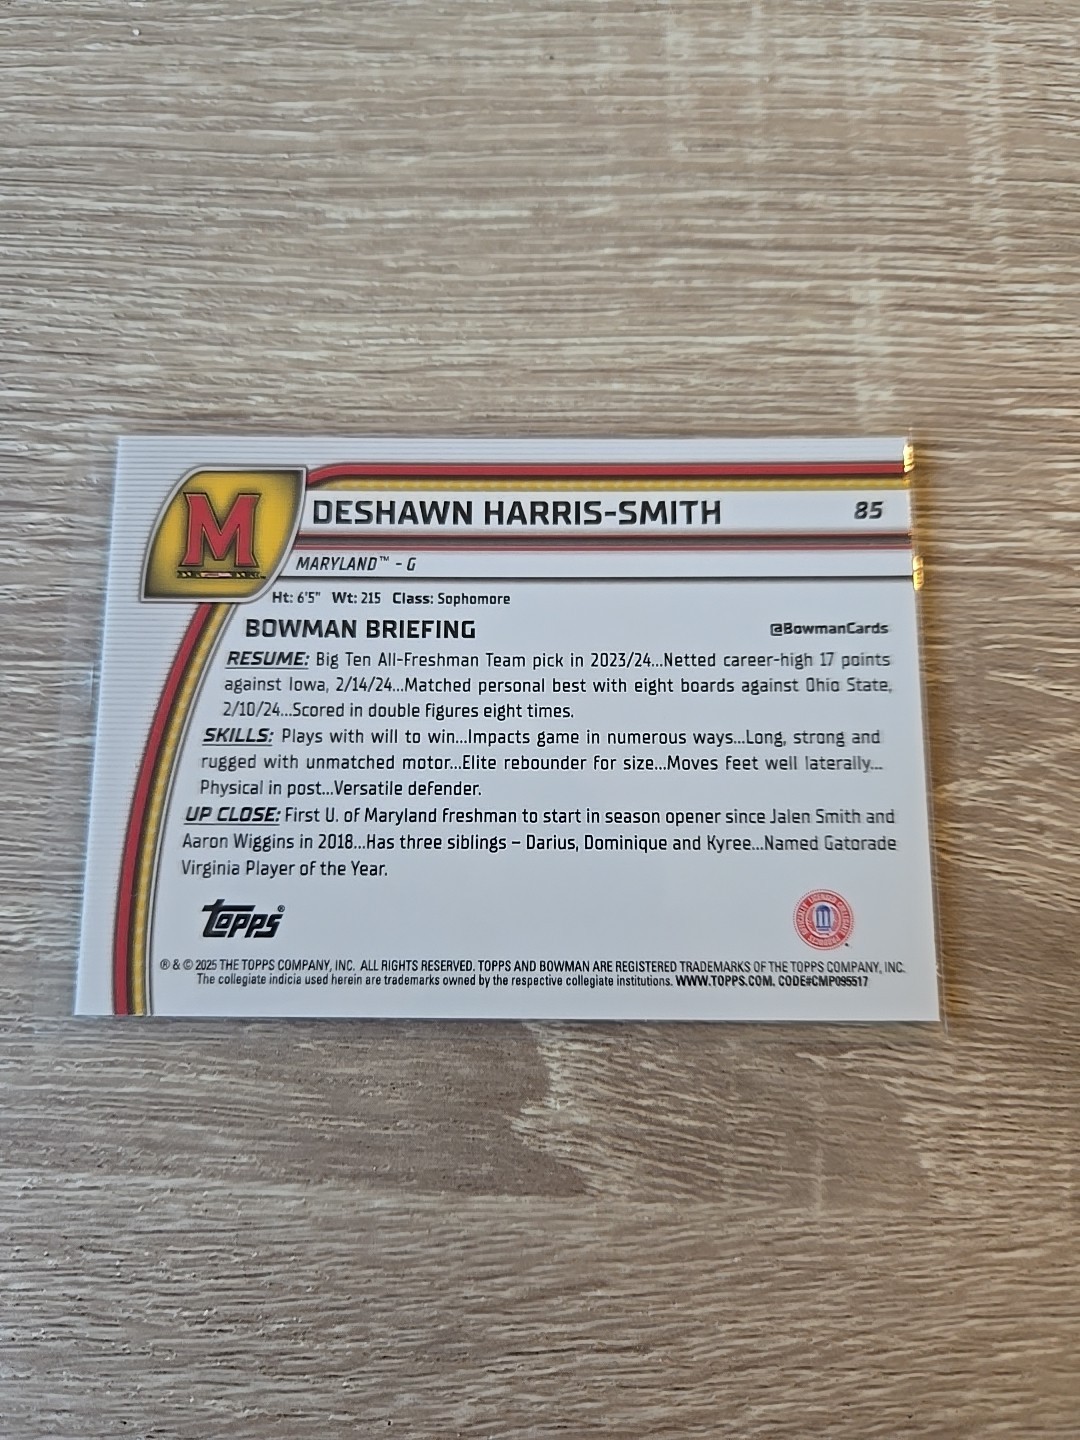 M
DESHAWN HARRIS-SMITH 85
MARYLAND™ - G
Ht: 6'5" Wt: 215 Class: Sophomore
BOWMAN BRIEFING @BowmanCards
RESUME: Big Ten All-Freshman Team pick in 2023/24...Netted career-high 17 points
against Iowa, 2/14/24...Matched personal best with eight boards against Ohio State,
2/10/24...Scored in double figures eight times.
SKILLS: Plays with will to win...Impacts game in numerous ways...Long, strong and
rugged with unmatched motor...Elite rebounder for size...Moves feet well laterally...
Physical in post...Versatile defender.
UP CLOSE: First U. of Maryland freshman to start in season opener since Jalen Smith and
Aaron Wiggins in 2018...Has three siblings – Darius, Dominique and Kyree...Named Gatorade
Virginia Player of the Year.
Topps®
OFFICIALLY LICENSED COLLEGIATE PRODUCTS
® & © 2025 THE TOPPS COMPANY, INC. ALL RIGHTS RESERVED. TOPPS AND BOWMAN ARE REGISTERED TRADEMARKS OF THE TOPPS COMPANY, INC.
The collegiate indicia used herein are trademarks owned by the respective collegiate institutions. WWW.TOPPS.COM. CODE#CMP095517